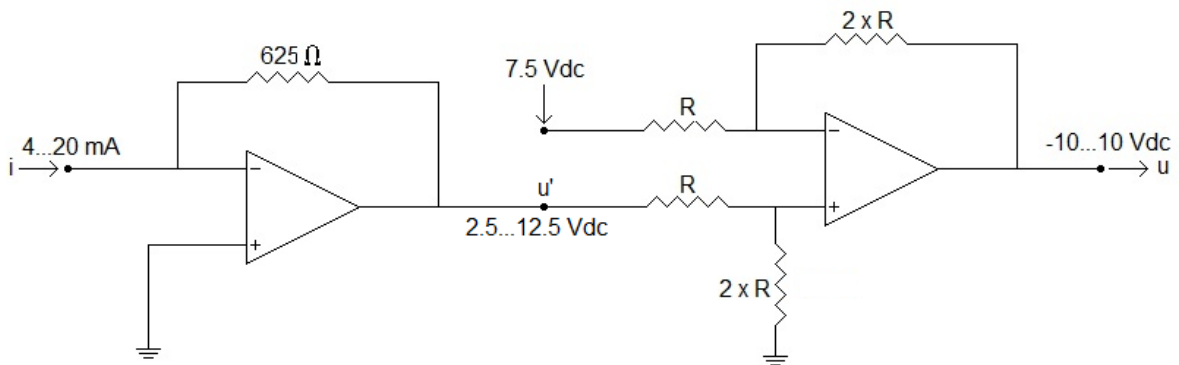 2 x R
625 Ω
7.5 Vdc
R
4...20 mA
-10...10 Vdc
i
-
-
u
u'
R
+
2.5...12.5 Vdc
+
2 x R